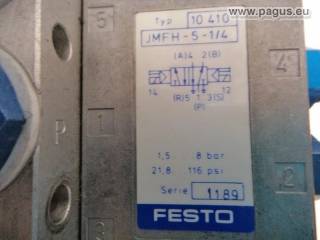 © www.pagus.eu
5
Typ 10 410
JMFH-5-1/4
(A)4 2(B)
4
14 12
(R)5 1 3(S)
(P)
P
1
1,5 8 bar
21,8 116 psi
2
Serie 1189
3
FESTO